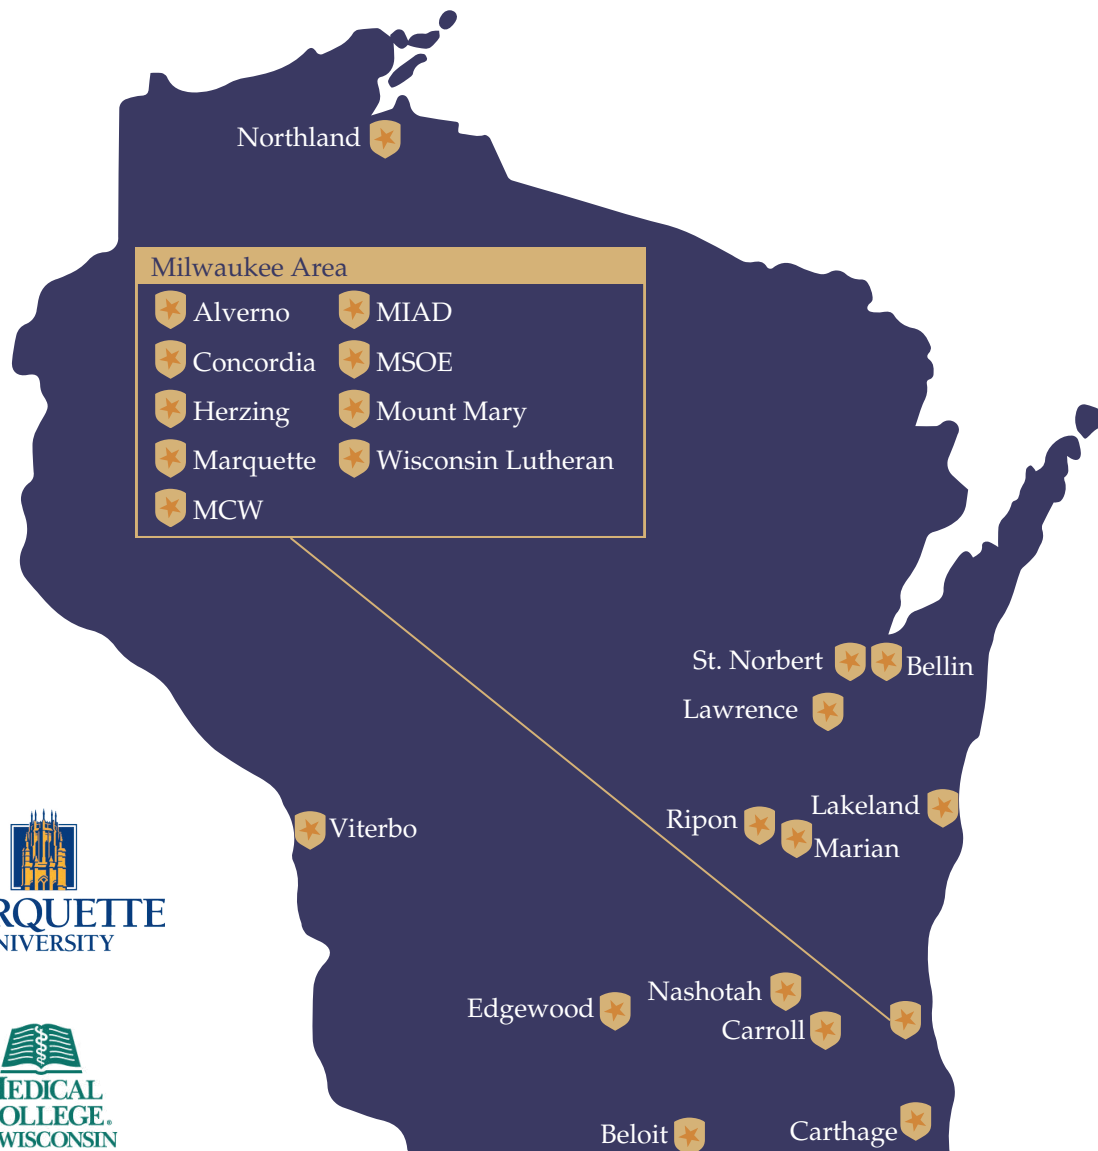 Northland
Milwaukee Area
Alverno
Concordia
Herzing
Marquette
MCW
MIAD
MSOE
Mount Mary
Wisconsin Lutheran
St. Norbert
Bellin
Lawrence
Lakeland
Ripon
Marian
Viterbo
RQUETTE
NIVERSITY
Nashotah
Edgewood
Carroll
EDICAL
OLLEGE®
WISCONSIN
Beloit
Carthage